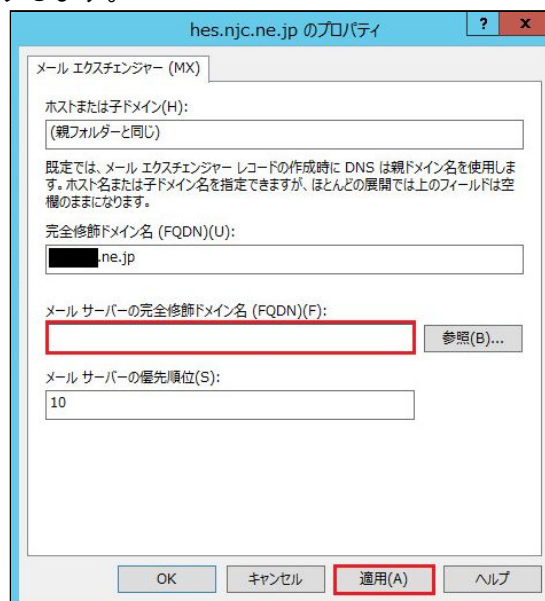 hes.njc.ne.jp のプロパティ
? x
メール エクスチェンジャー (MX)
ホストまたは子ドメイン(H):
(親フォルダーと同じ)
既定では、メール エクスチェンジャー レコードの作成時に DNS は親ドメイン名を使用しま
す。ホスト名または子ドメイン名を指定できますが、ほとんどの展開では上のフィールドは空
欄のままになります。
完全修飾ドメイン名 (FQDN)(U):
.ne.jp
メール サーバーの完全修飾ドメイン名 (FQDN)(F):
参照(B)...
メール サーバーの優先順位(S):
10
OK キャンセル 適用(A) ヘルプ